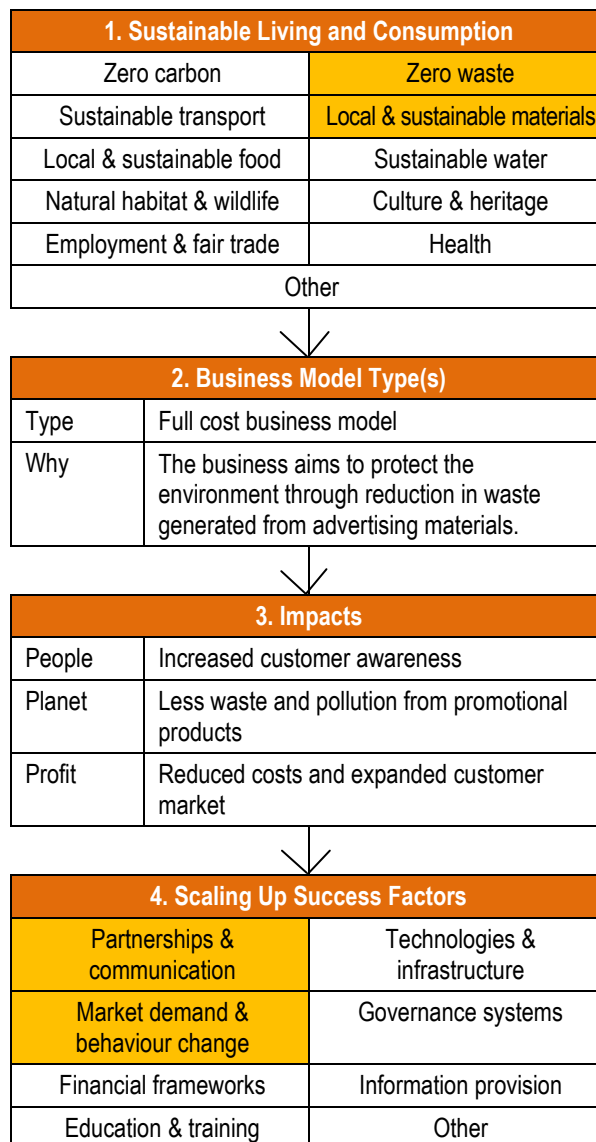 1. Sustainable Living and Consumption
Zero carbon
Zero waste
Sustainable transport
Local & sustainable materials
Local & sustainable food
Sustainable water
Natural habitat & wildlife
Culture & heritage
Employment & fair trade
Health
Other
2. Business Model Type(s)
Type
Full cost business model
Why
The business aims to protect the
environment through reduction in waste
generated from advertising materials.
3. Impacts
People
Increased customer awareness
Planet
Less waste and pollution from promotional
products
Profit
Reduced costs and expanded customer
market
4. Scaling Up Success Factors
Partnerships &
communication
Technologies &
infrastructure
Market demand &
behaviour change
Governance systems
Financial frameworks
Information provision
Education & training
Other